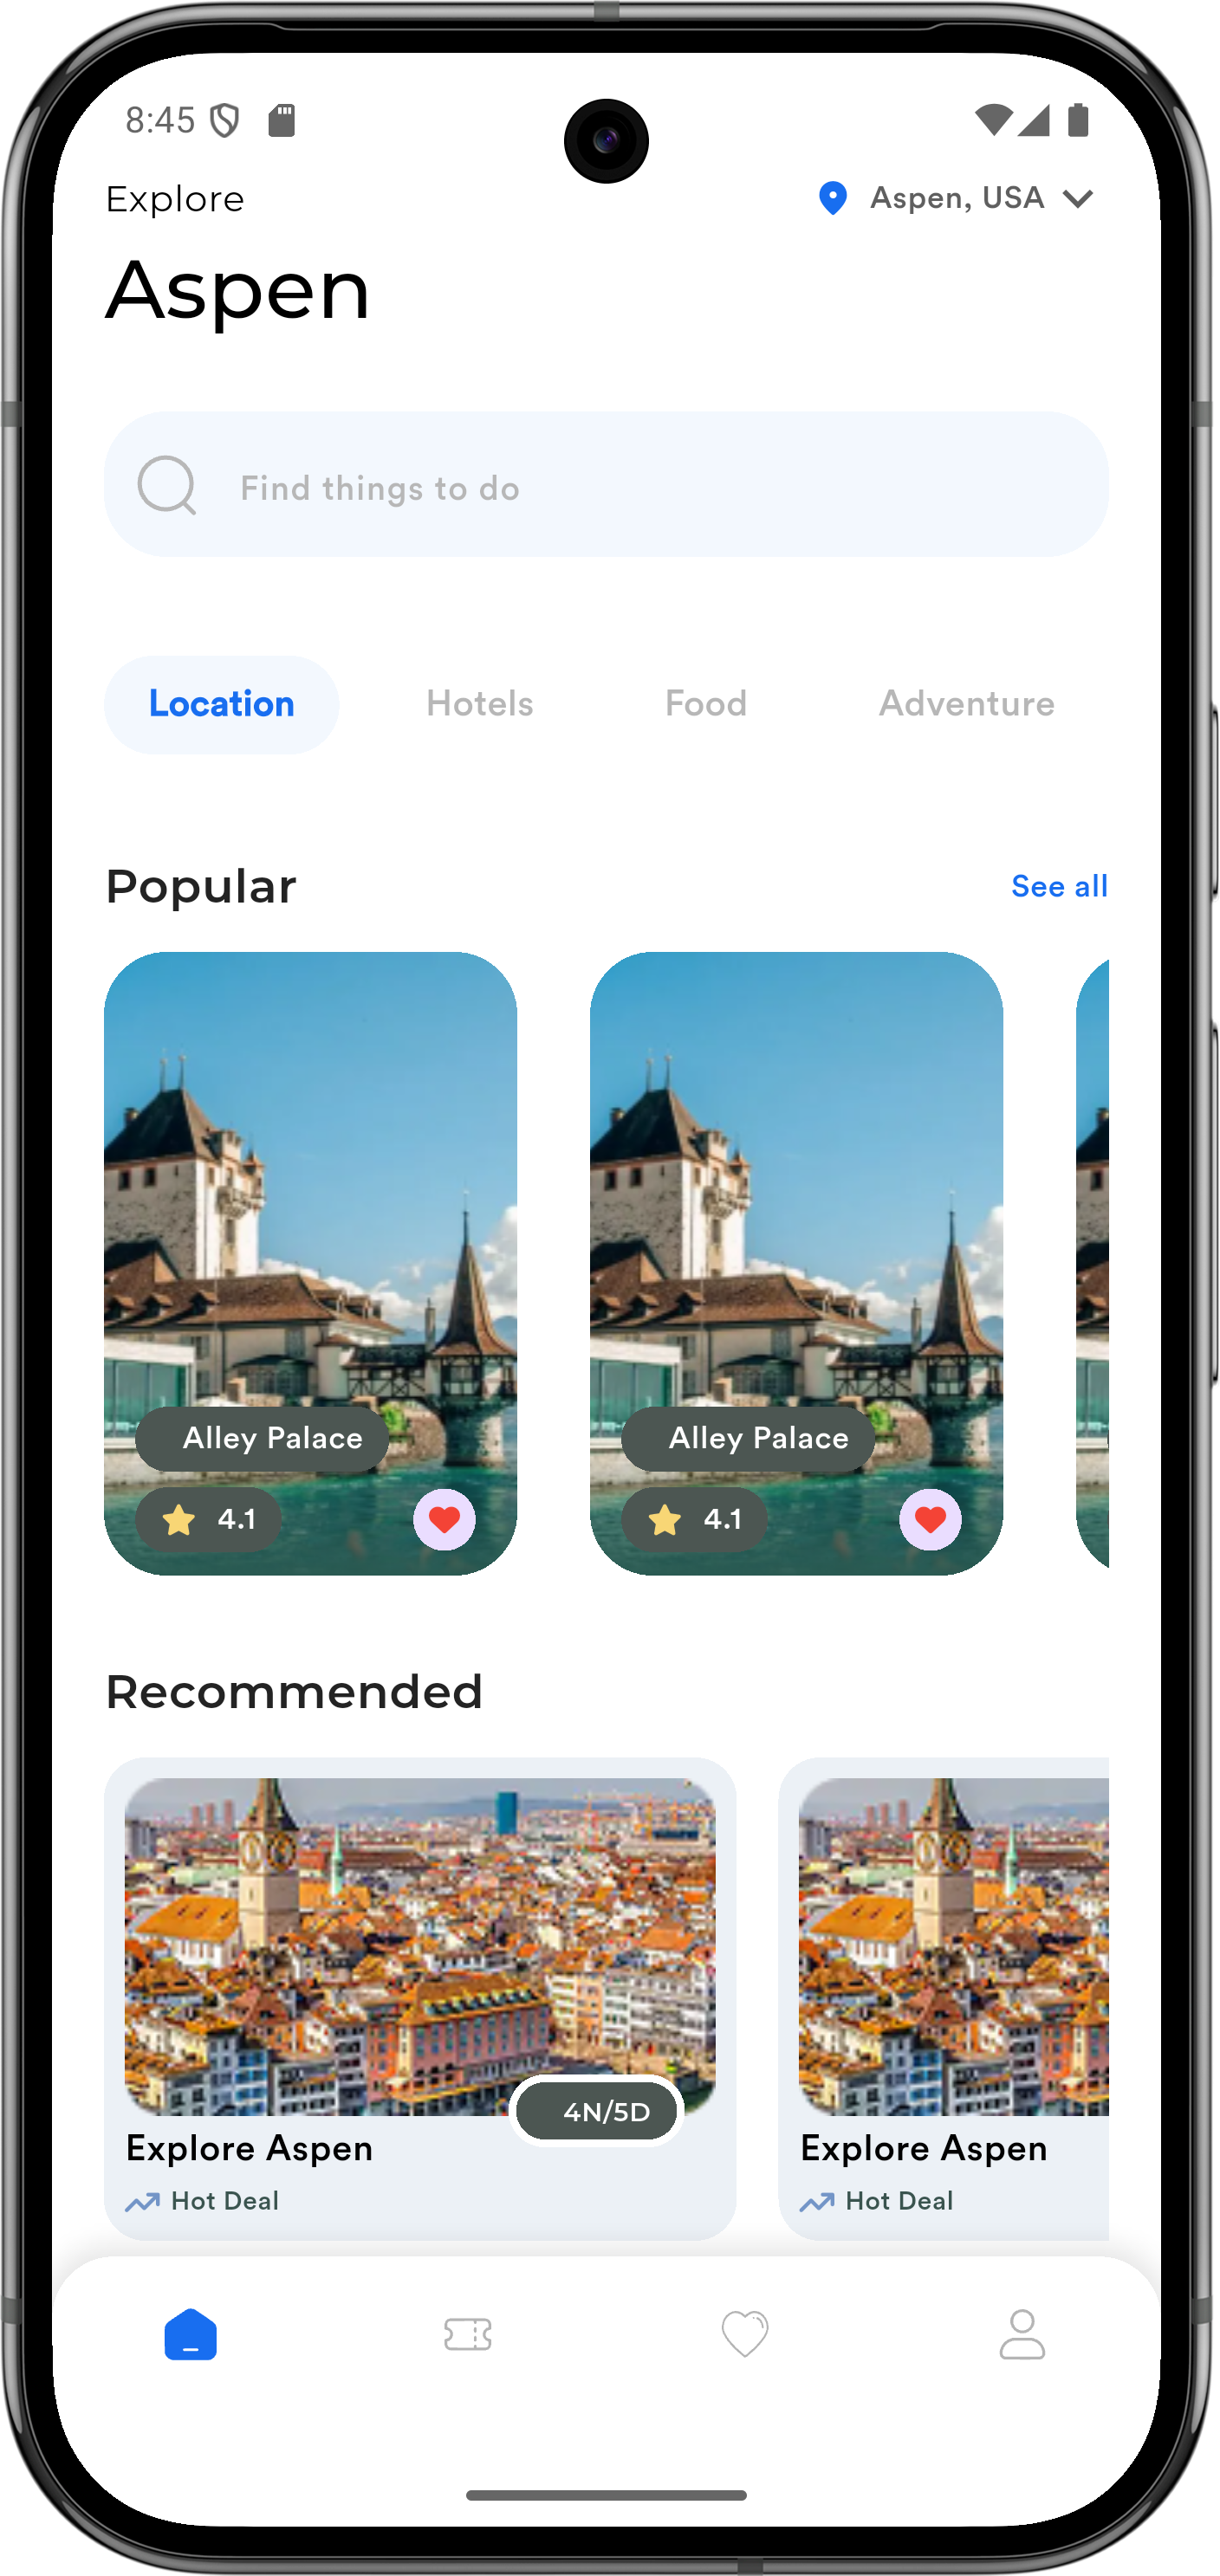 8:45
Explore
Aspen, USA
Aspen
Find things to do
Location
Hotels
Food
Adventure
Popular
See all
Alley Palace
4.1
Alley Palace
4.1
Recommended
4N/5D
Explore Aspen
Hot Deal
Explore Aspen
Hot Deal